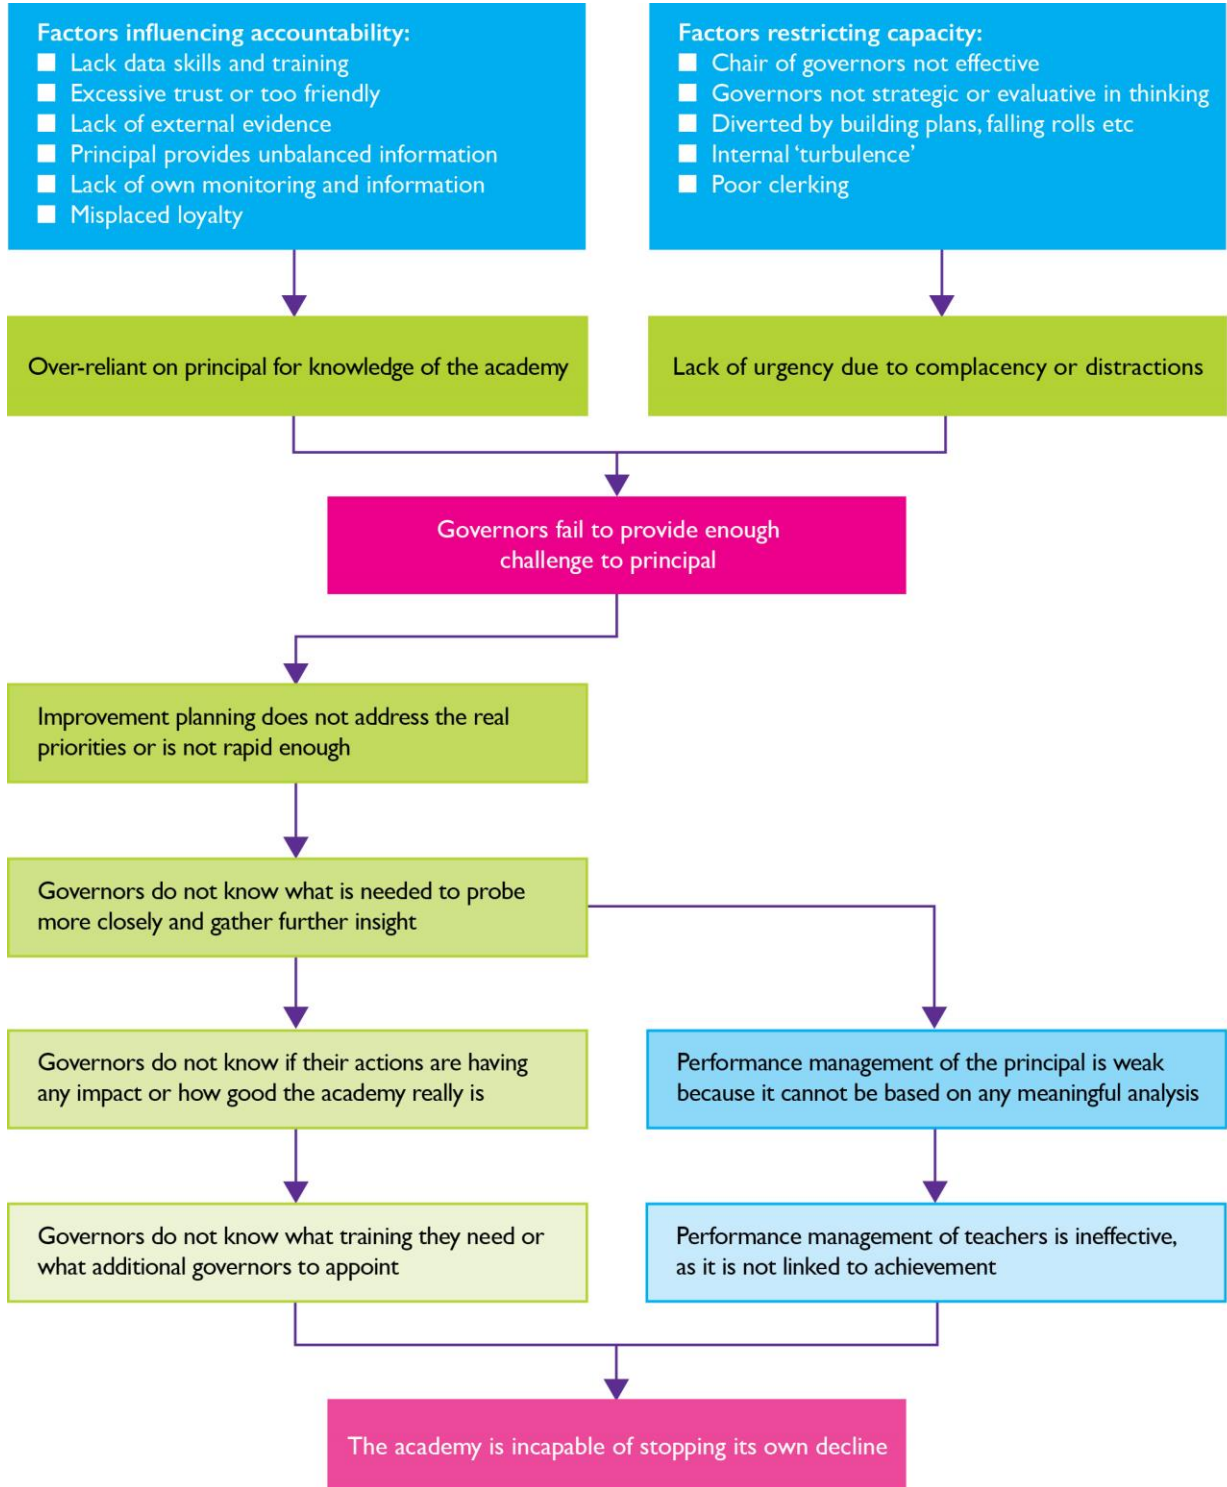 Factors influencing accountability:
Lack data skills and training
Excessive trust or too friendly
Lack of external evidence
Principal provides unbalanced information
Lack of own monitoring and information
Misplaced loyalty
Factors restricting capacity:
Chair of governors not effective
Governors not strategic or evaluative in thinking
Diverted by building plans, falling rolls etc
Internal ‘turbulence’
Poor clerking
Over-reliant on principal for knowledge of the academy
Lack of urgency due to complacency or distractions
Governors fail to provide enough
challenge to principal
Improvement planning does not address the real
priorities or is not rapid enough
Governors do not know what is needed to probe
more closely and gather further insight
Governors do not know if their actions are having
any impact or how good the academy really is
Performance management of the principal is weak
because it cannot be based on any meaningful analysis
Governors do not know what training they need or
what additional governors to appoint
Performance management of teachers is ineffective,
as it is not linked to achievement
The academy is incapable of stopping its own decline